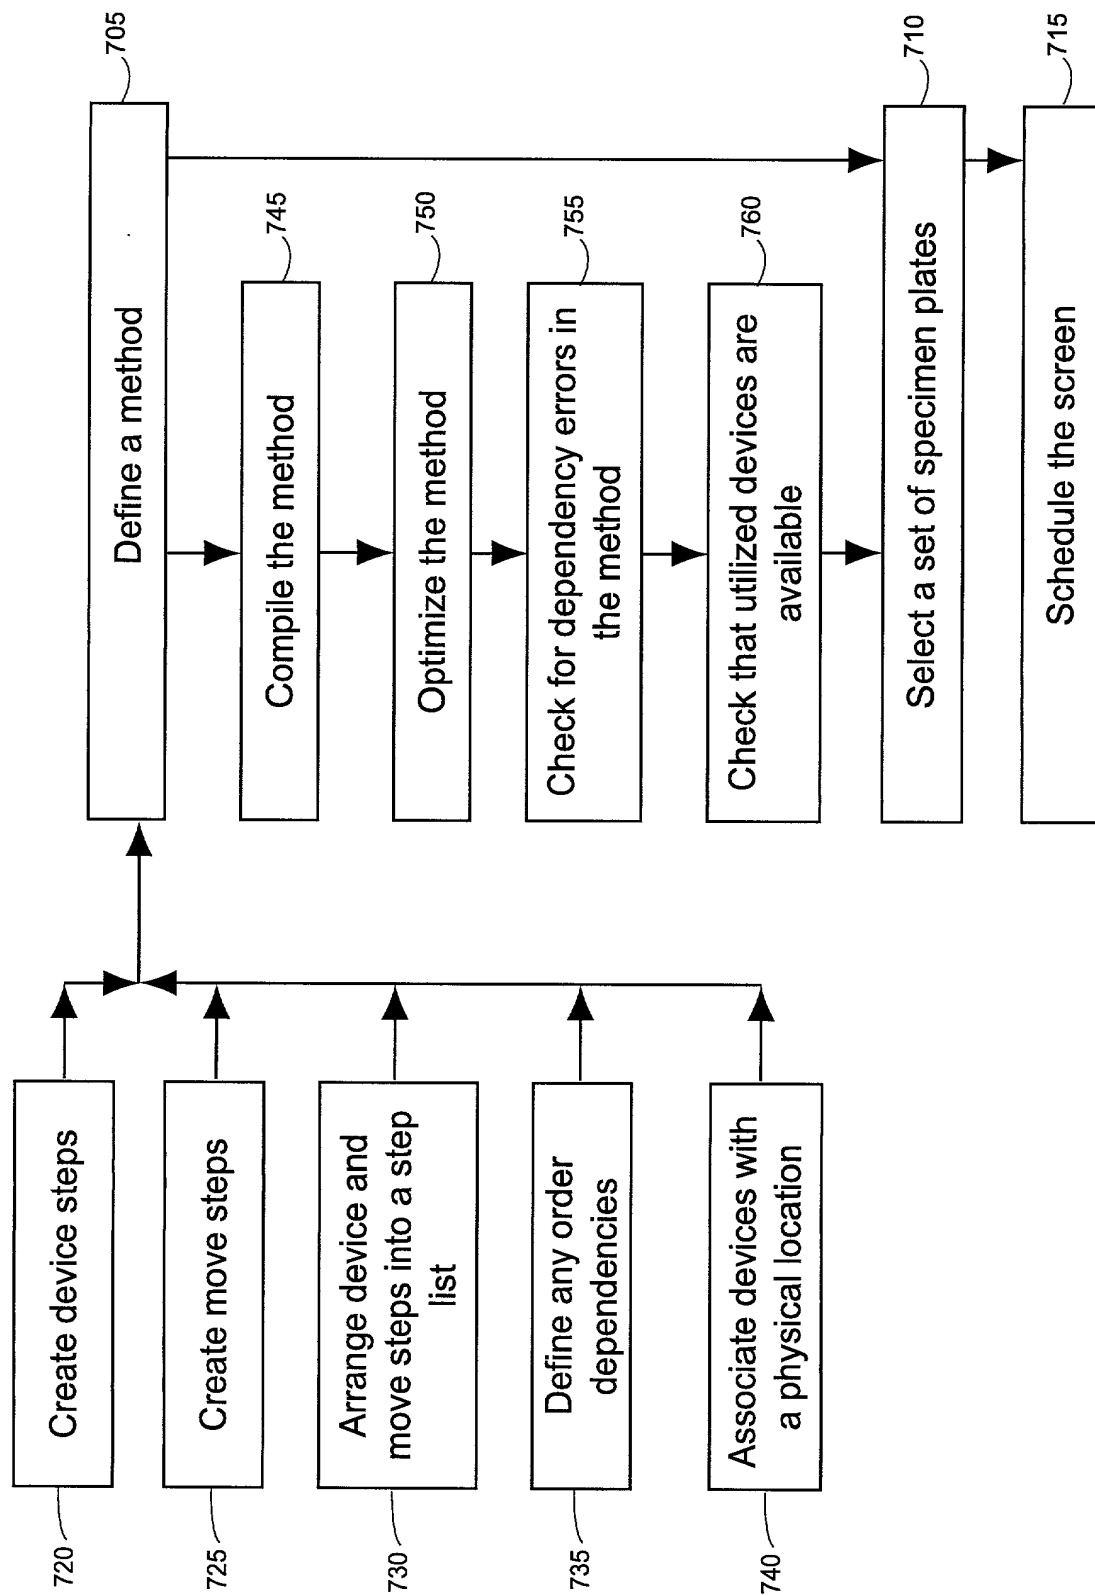 720
Create device steps
725
Create move steps
730
Arrange device and
move steps into a step
list
735
Define any order
dependencies
740
Associate devices with
a physical location
705
Define a method
745
Compile the method
750
Optimize the method
755
Check for dependency errors in
the method
760
Check that utilized devices are
available
710
Select a set of specimen plates
715
Schedule the screen